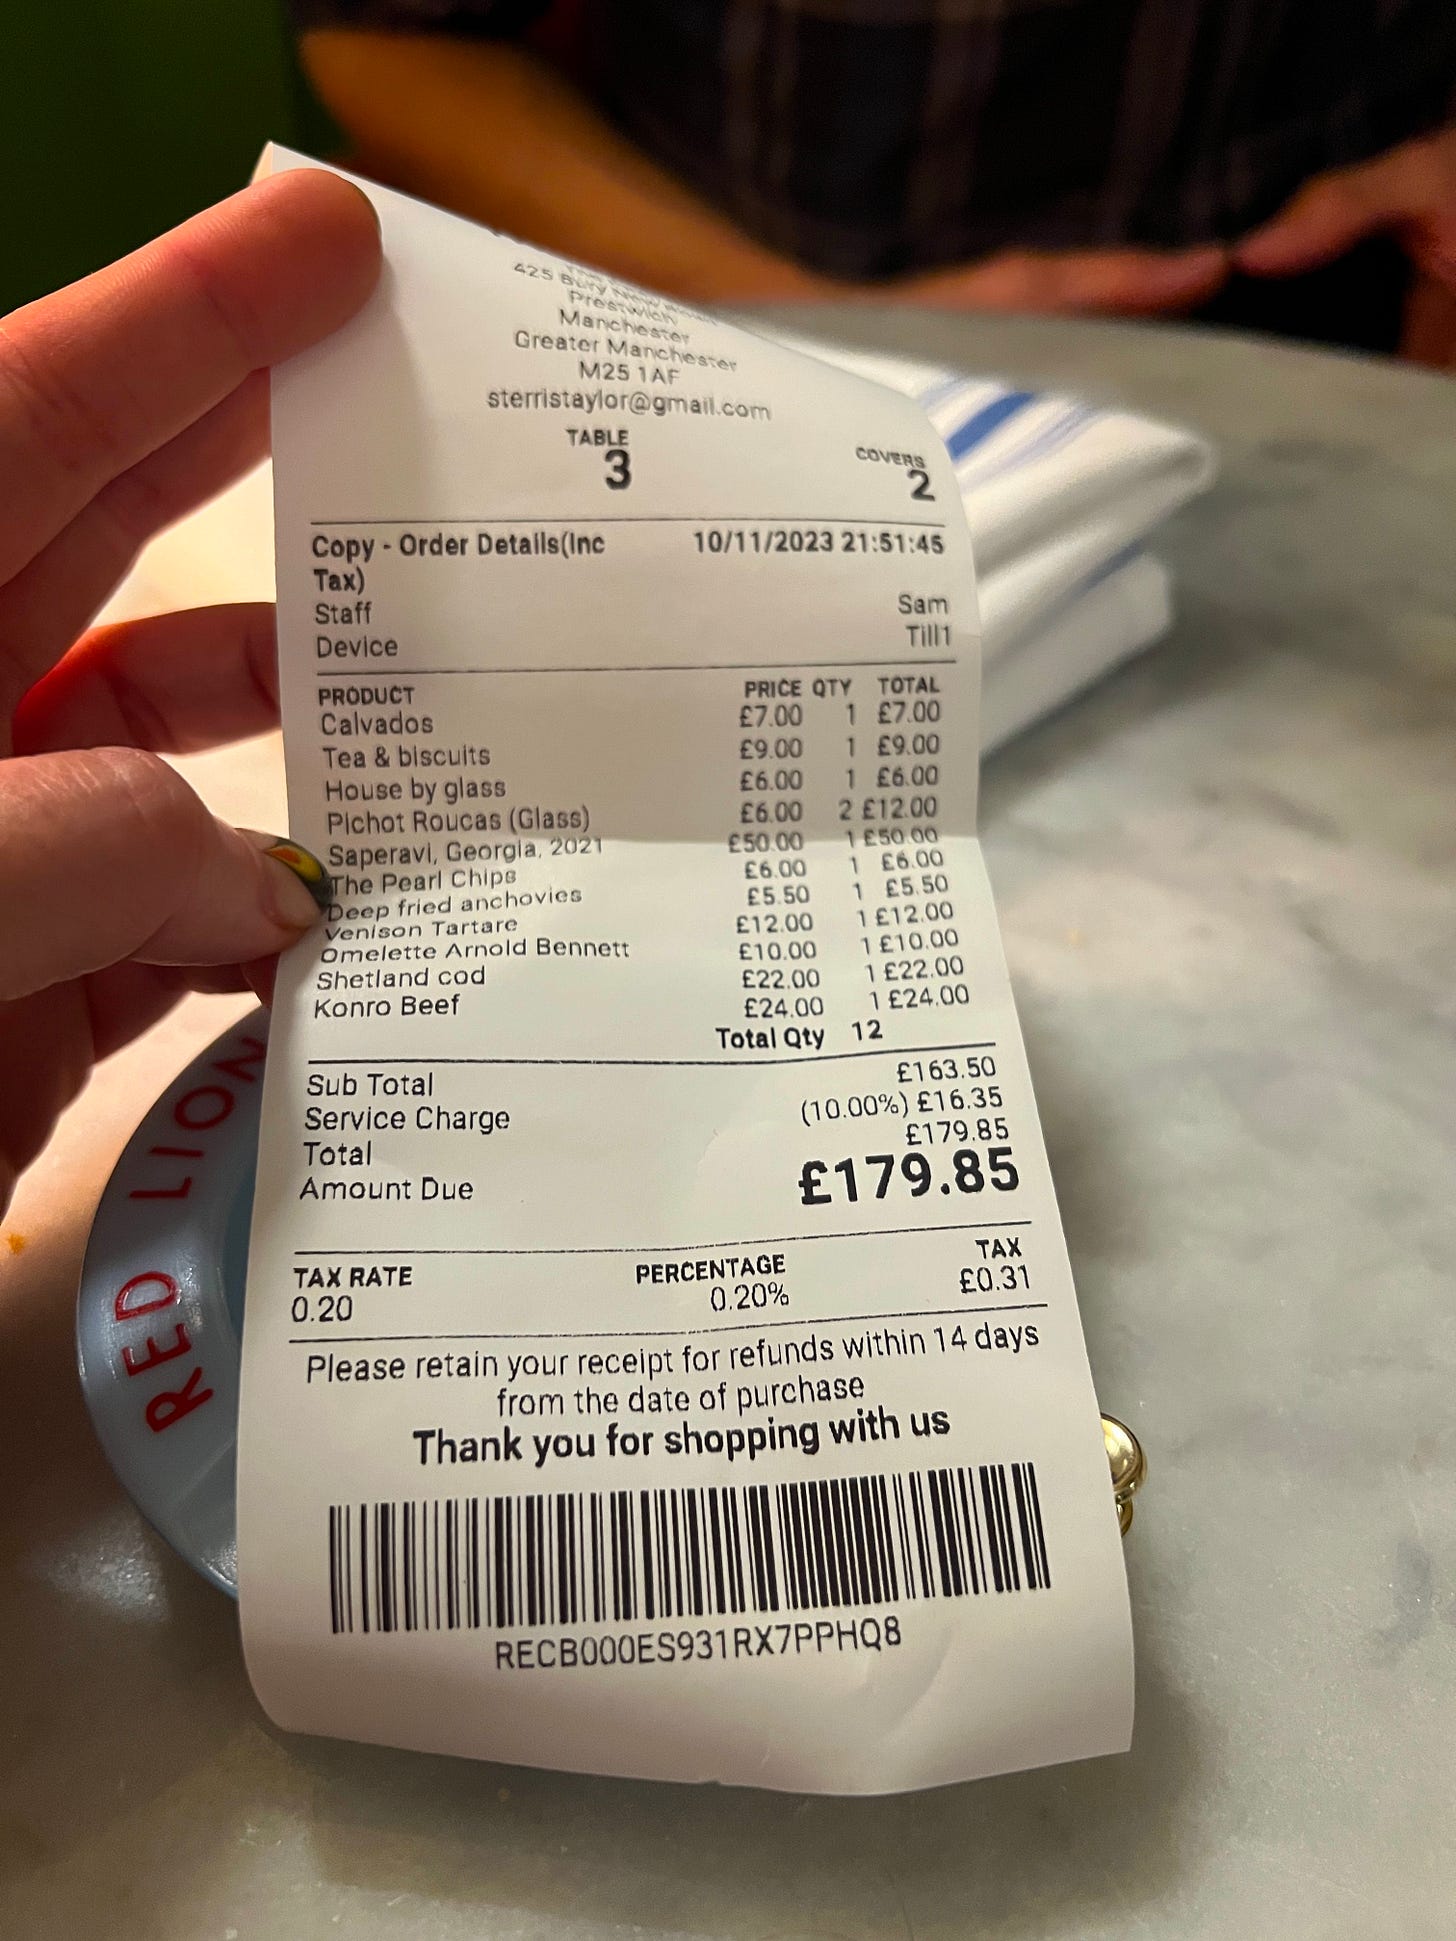 425 Bury New Road
Prestwich
Manchester
Greater Manchester
M25 1AF
sterristaylor@gmail.com
TABLE
3
COVERS
2
Copy - Order Details(Inc Tax) 10/11/2023 21:51:45
Staff Sam
Device Till1
PRODUCT PRICE QTY TOTAL
Calvados £7.00 1 £7.00
Tea & biscuits £9.00 1 £9.00
House by glass £6.00 1 £6.00
Pichot Roucas (Glass) £6.00 2 £12.00
Saperavi, Georgia, 2021 £50.00 1 £50.00
The Pearl Chips £6.00 1 £6.00
Deep fried anchovies £5.50 1 £5.50
Venison Tartare £12.00 1 £12.00
Omelette Arnold Bennett £10.00 1 £10.00
Shetland cod £22.00 1 £22.00
Konro Beef £24.00 1 £24.00
Total Qty 12
Sub Total £163.50
Service Charge (10.00%) £16.35
Total £179.85
Amount Due £179.85
TAX RATE PERCENTAGE TAX
0.20 0.20% £0.31
Please retain your receipt for refunds within 14 days
from the date of purchase
Thank you for shopping with us
RECB000ES931RX7PPHQ8
RED LION